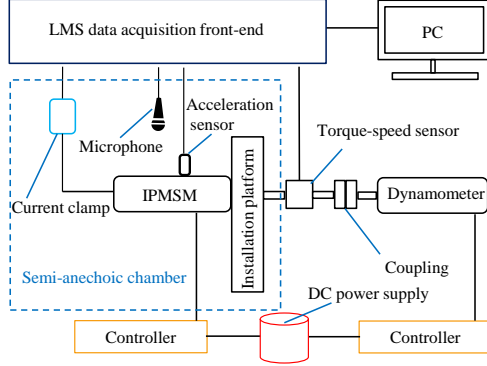 LMS data acquisition front-end
PC
Acceleration
sensor
Microphone
Torque-speed sensor
IPMSM
Installation platform
Dynamometer
Current clamp
Coupling
Semi-anechoic chamber
DC power supply
Controller
Controller